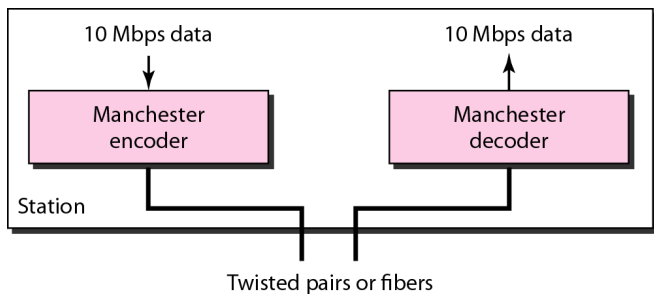 10 Mbps data
10 Mbps data
Manchester
encoder
Manchester
decoder
Station
Twisted pairs or fibers